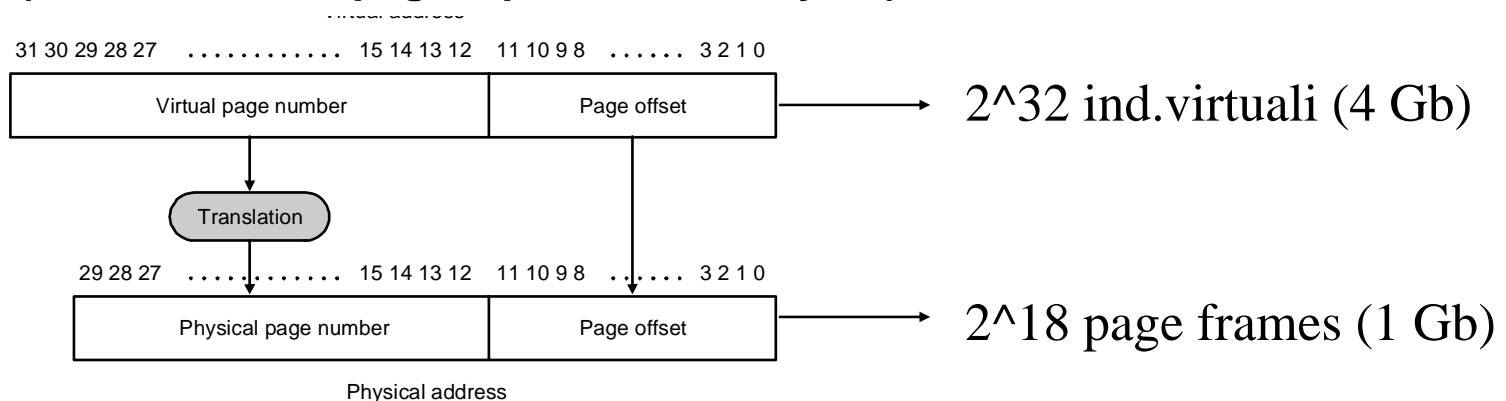 31 30 29 28 27 ............ 15 14 13 12 11 10 9 8 ...... 3 2 1 0
Virtual page number Page offset 2^32 ind.virtuali (4 Gb)
Translation
29 28 27 ............ 15 14 13 12 11 10 9 8 ...... 3 2 1 0
Physical page number Page offset 2^18 page frames (1 Gb)
Physical address